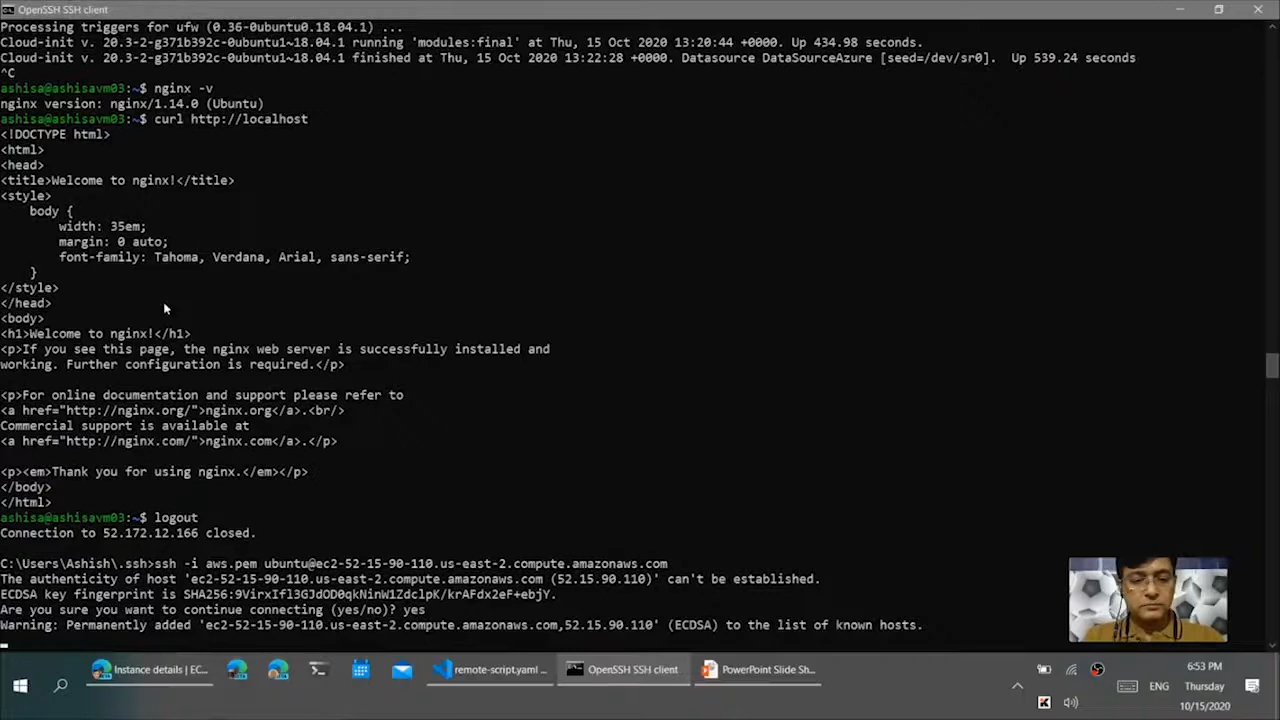 OpenSSH SSH client
Processing triggers for ufw (0.36-0ubuntu0.18.04.1) ...
Cloud-init v. 20.3-2-g371b392c-0ubuntu1~18.04.1 running 'modules:final' at Thu, 15 Oct 2020 13:20:44 +0000. Up 434.98 seconds.
Cloud-init v. 20.3-2-g371b392c-0ubuntu1~18.04.1 finished at Thu, 15 Oct 2020 13:22:28 +0000. Datasource DataSourceAzure [seed=/dev/sr0].  Up 539.24 seconds
^C
ashisa@ashisavm03:~$ nginx -v
nginx version: nginx/1.14.0 (Ubuntu)
ashisa@ashisavm03:~$ curl http://localhost
<!DOCTYPE html>
<html>
<head>
<title>Welcome to nginx!</title>
<style>
    body {
        width: 35em;
        margin: 0 auto;
        font-family: Tahoma, Verdana, Arial, sans-serif;
    }
</style>
</head>
<body>
<h1>Welcome to nginx!</h1>
<p>If you see this page, the nginx web server is successfully installed and
working. Further configuration is required.</p>
<p>For online documentation and support please refer to
<a href="http://nginx.org/">nginx.org</a>.<br/>
Commercial support is available at
<a href="http://nginx.com/">nginx.com</a>.</p>
<p><em>Thank you for using nginx.</em></p>
</body>
</html>
ashisa@ashisavm03:~$ logout
Connection to 52.172.12.166 closed.
C:\Users\Ashish\.ssh>ssh -i aws.pem ubuntu@ec2-52-15-90-110.us-east-2.compute.amazonaws.com
The authenticity of host 'ec2-52-15-90-110.us-east-2.compute.amazonaws.com (52.15.90.110)' can't be established.
ECDSA key fingerprint is SHA256:9VirxIfl3GJdOD0qkNinW1ZdclpK/krAFdx2eF+ebjY.
Are you sure you want to continue connecting (yes/no)? yes
Warning: Permanently added 'ec2-52-15-90-110.us-east-2.compute.amazonaws.com,52.15.90.110' (ECDSA) to the list of known hosts.
Instance details | EC...
remote-script.yaml ...
OpenSSH SSH client
PowerPoint Slide Sh...
ENG
6:53 PM
Thursday
10/15/2020